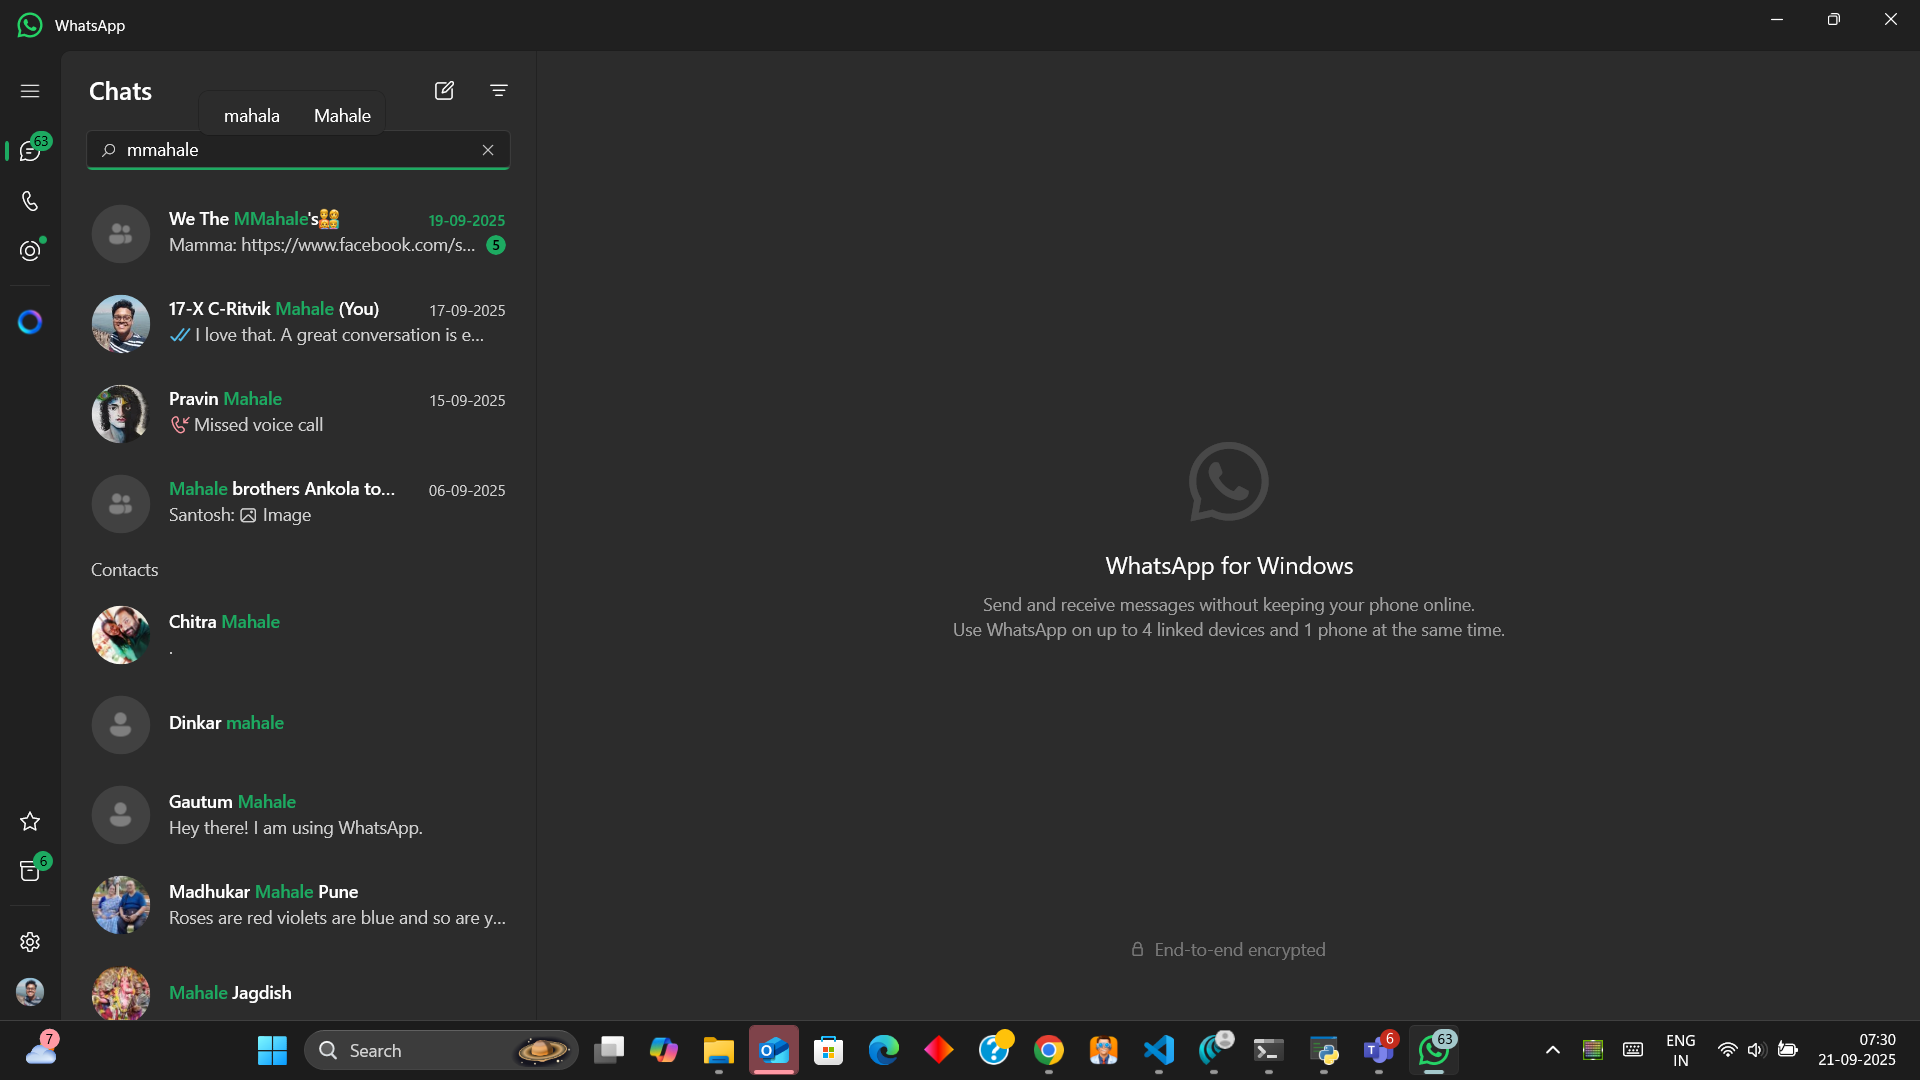 WhatsApp
Chats
mahala Mahale
mmahale
63
We The MMahale's 19-09-2025
Mamma: https://www.facebook.com/s... 5
17-X C-Ritvik Mahale (You) 17-09-2025
I love that. A great conversation is e...
Pravin Mahale 15-09-2025
Missed voice call
Mahale brothers Ankola to... 06-09-2025
Santosh: Image
Contacts
Chitra Mahale
.
Dinkar mahale
Gautum Mahale
Hey there! I am using WhatsApp.
Madhukar Mahale Pune
Roses are red violets are blue and so are y...
6
Mahale Jagdish
WhatsApp for Windows
Send and receive messages without keeping your phone online.
Use WhatsApp on up to 4 linked devices and 1 phone at the same time.
End-to-end encrypted
7
Search
6
63
ENG
IN
07:30
21-09-2025